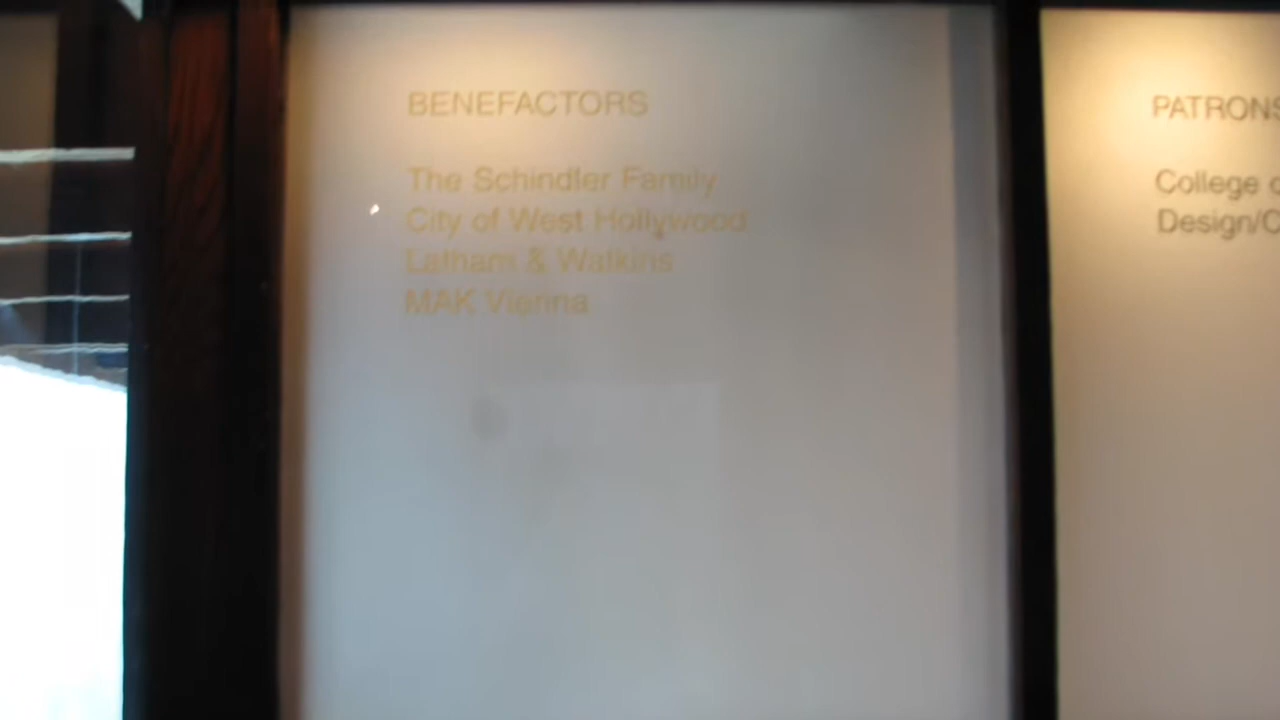 BENEFACTORS
The Schindler Family
City of West Hollywood
Latham & Watkins
MAK Vienna
PATRONS
College
Design/C